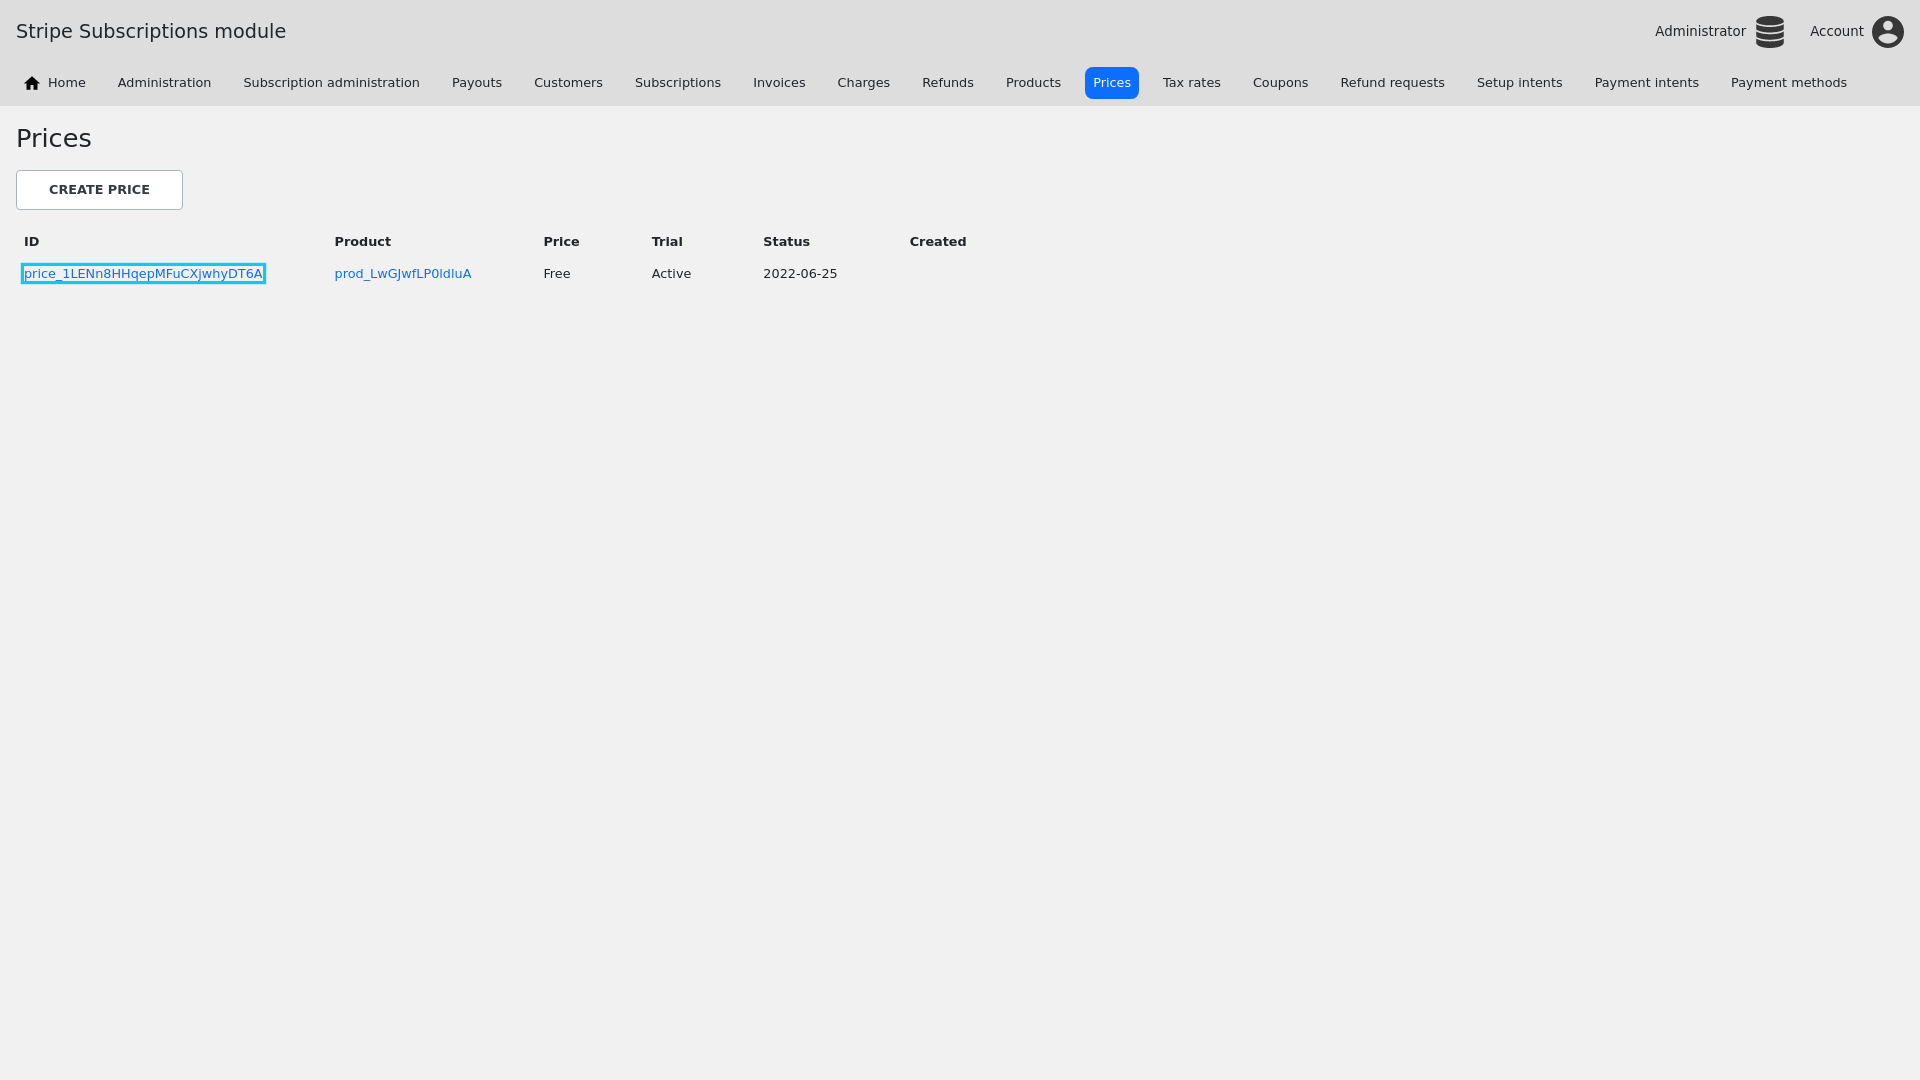 Stripe Subscriptions module
Administrator
Account
Home Administration Subscription administration Payouts Customers Subscriptions Invoices Charges Refunds Products Prices Tax rates Coupons Refund requests Setup intents Payment intents Payment methods
Prices
CREATE PRICE
ID Product Price Trial Status Created
price_1LENn8HHqepMFuCXjwhyDT6A prod_LwGJwfLP0ldluA Free Active 2022-06-25